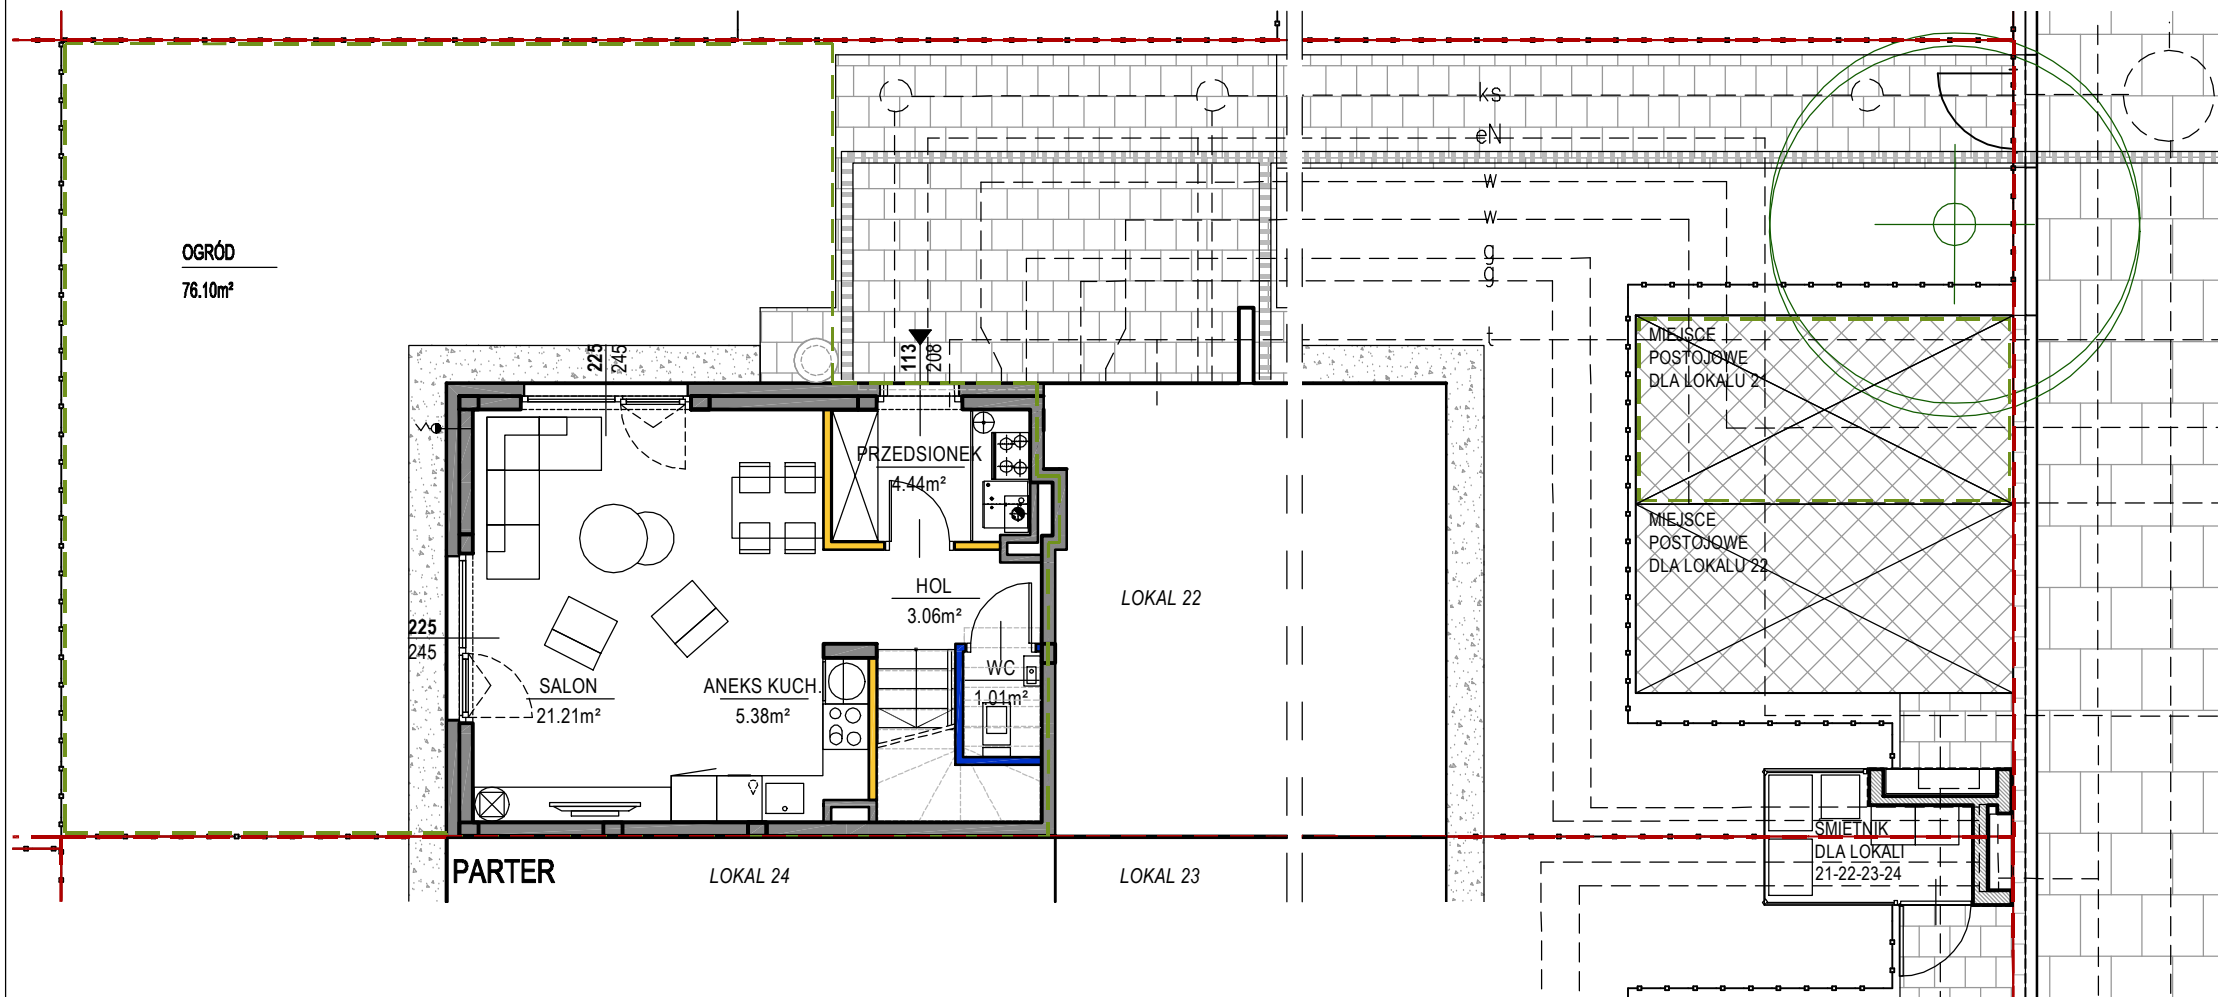 ks
eN
w
w
g
g
t
OGRÓD
76.10m²
225
245
113
208
MIEJSCE
POSTOJOWE
DLA LOKALU 21
PRZEDSIONEK
4.44m²
MIEJSCE
POSTOJOWE
DLA LOKALU 22
HOL
3.06m²
LOKAL 22
225
245
SALON
21.21m²
ANEKS KUCH.
5.38m²
WC
1.01m²
PARTER
LOKAL 24
LOKAL 23
ŚMIETNIK
DLA LOKALI
21-22-23-24